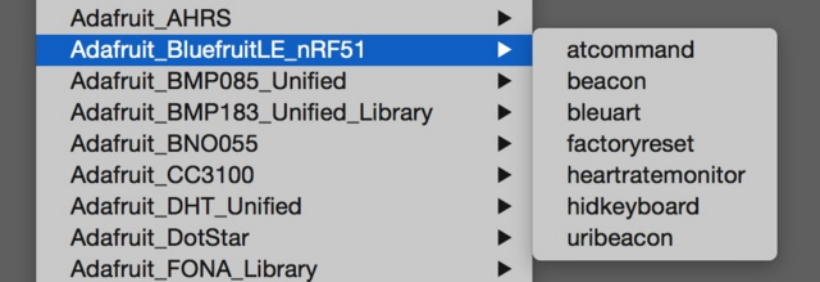 Adafruit_AHRS
Adafruit_BluefruitLE_nRF51
Adafruit_BMP085_Unified
Adafruit_BMP183_Unified_Library
Adafruit_BNO055
Adafruit_CC3100
Adafruit_DHT_Unified
Adafruit_DotStar
Adafruit_FONA_Library
atcommand
beacon
bleuart
factoryreset
heartratemonitor
hidkeyboard
uribeacon